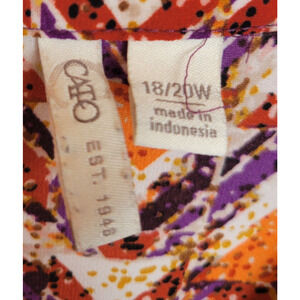 CATO
EST. 1946
18/20W
made in
indonesia